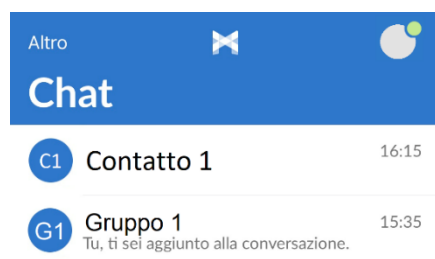 Altro
Chat
C1 Contatto 1 16:15
G1 Gruppo 1 15:35
Tu, ti sei aggiunto alla conversazione.